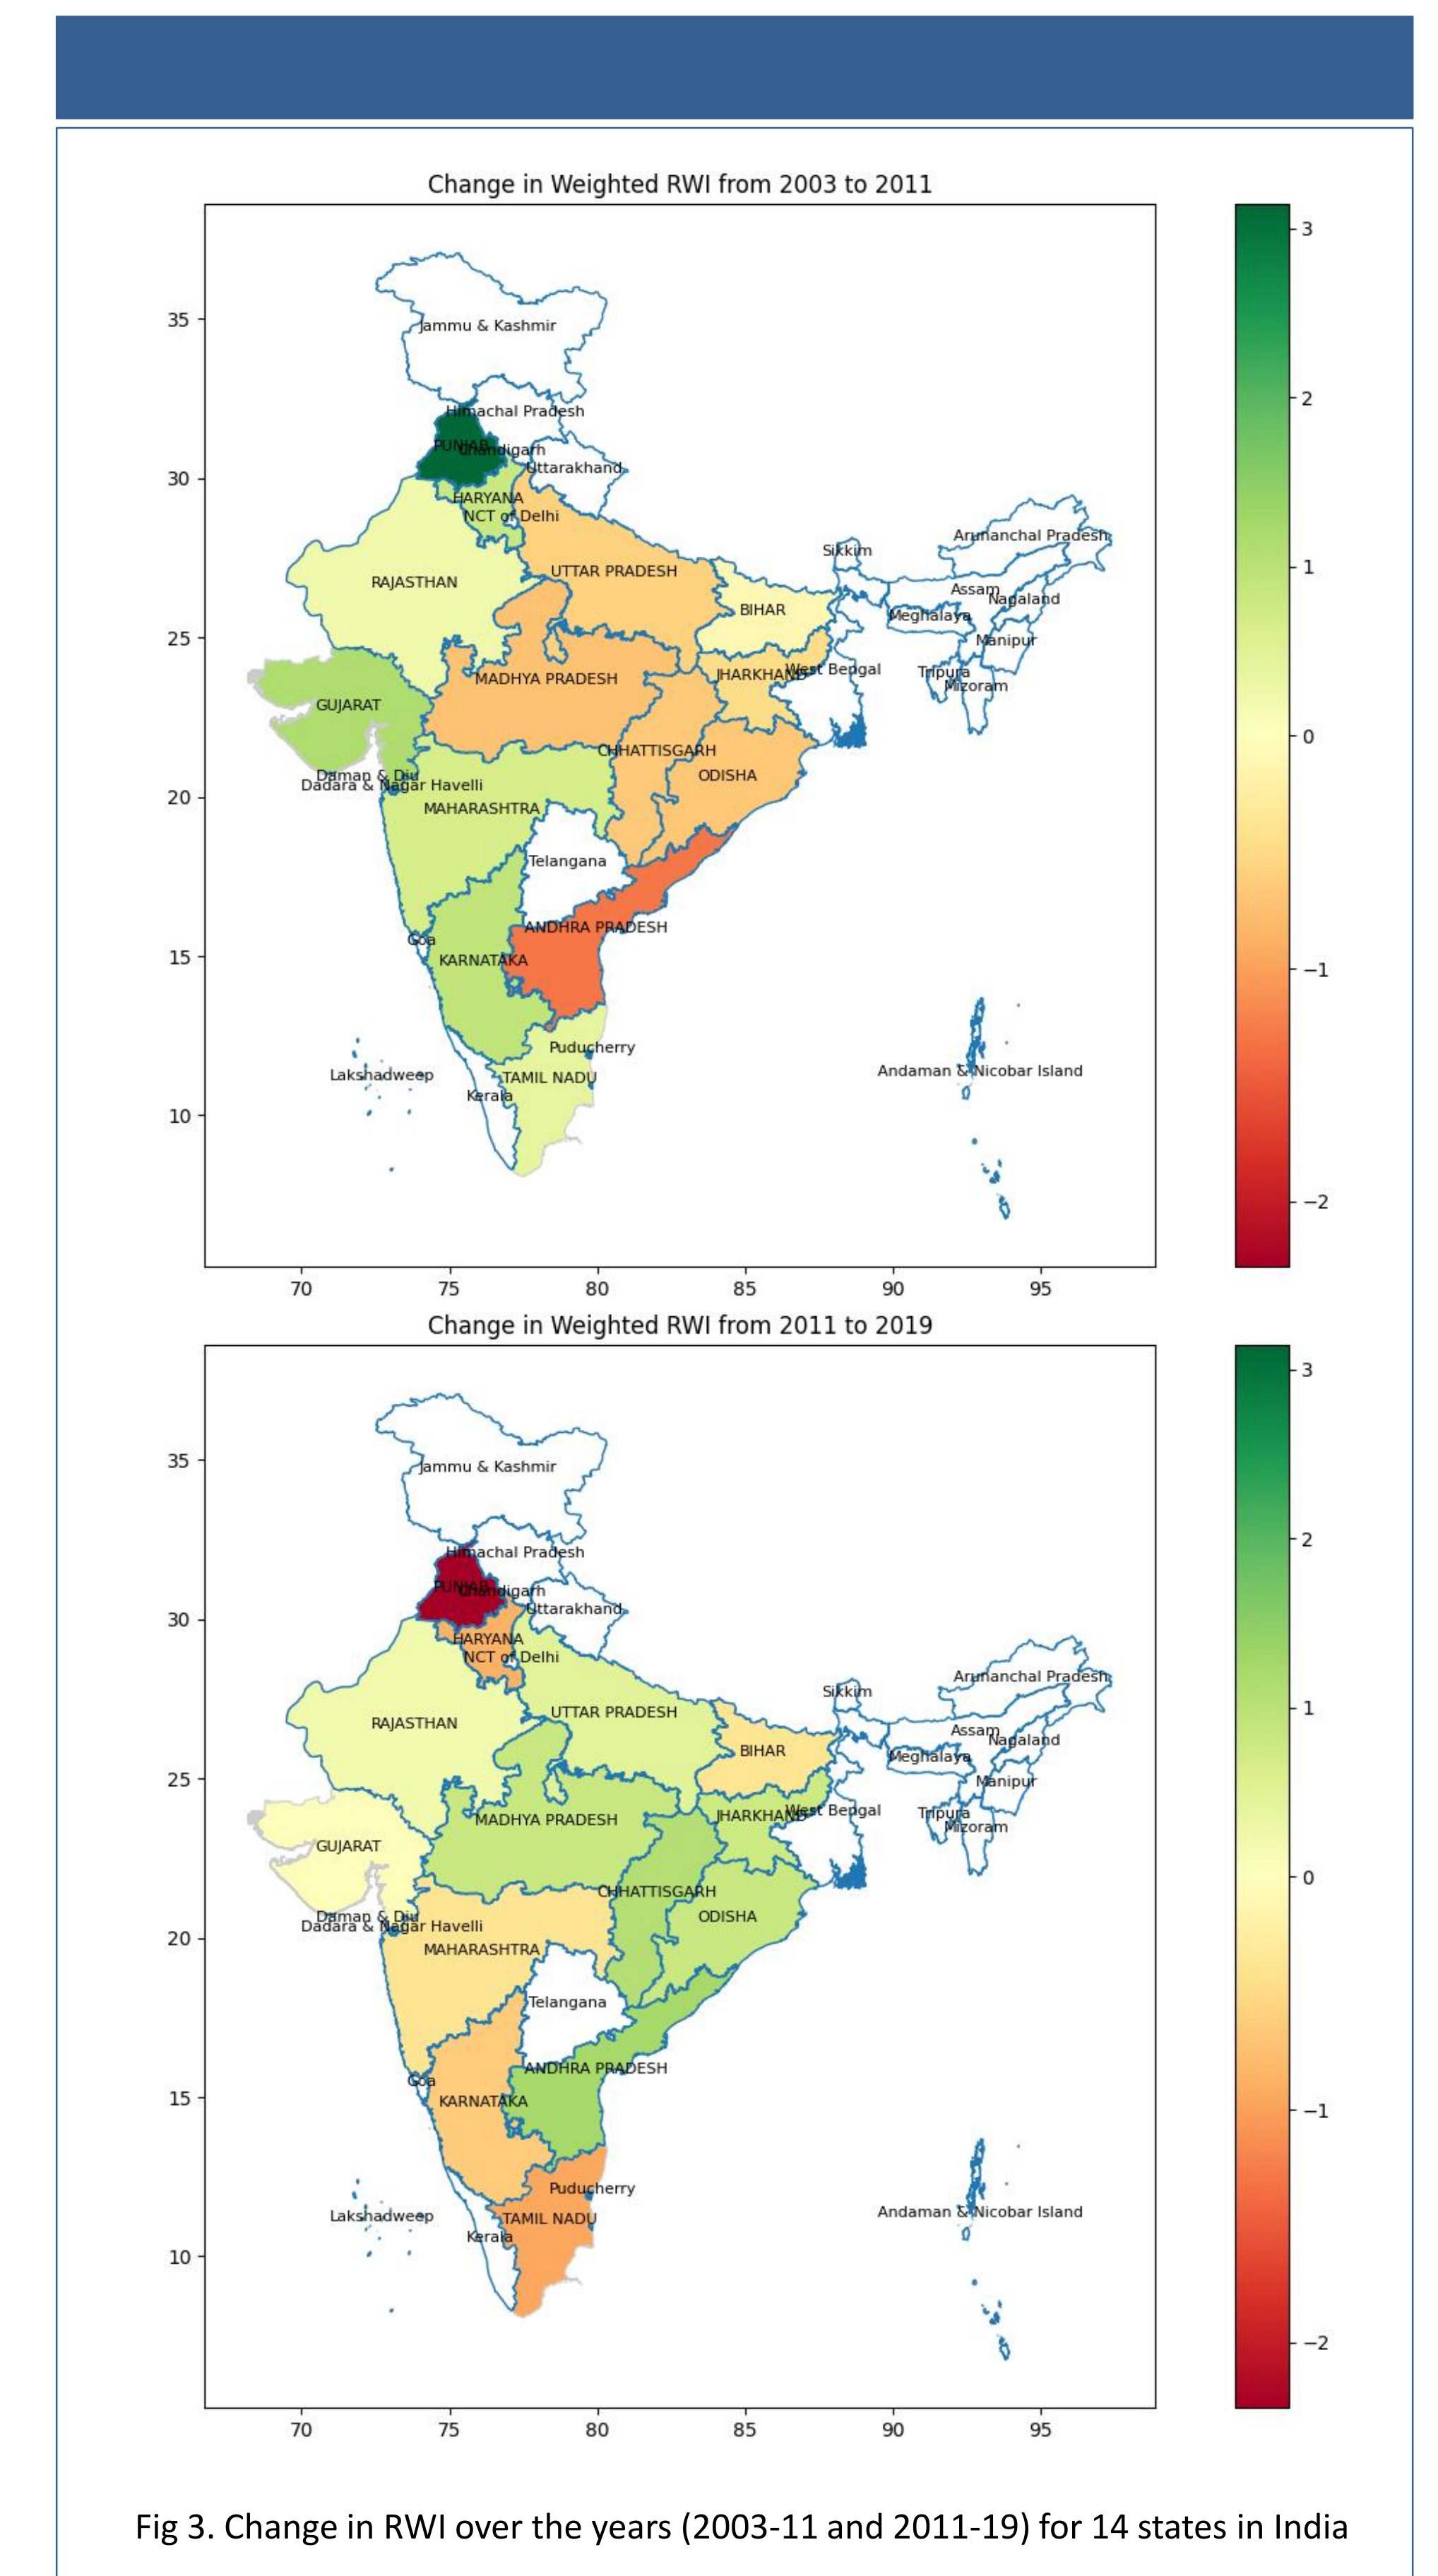 Change in Weighted RWI from 2003 to 2011
3
35
Jammu & Kashmir
2
Himachal Pradesh
PUNJAB
Chandigarh
Uttarakhand
30
HARYANA
NCT of Delhi
Arunanchal Pradesh
Sikkim
1
UTTAR PRADESH
RAJASTHAN
Assam
Nagaland
BIHAR
Meghalaya
25
Manipur
West Bengal
JHARKHAND
Tripura
MADHYA PRADESH
Mizoram
GUJARAT
0
CHHATTISGARH
Daman & Diu
ODISHA
Dadara & Nagar Havelli
20
MAHARASHTRA
Telangana
ANDHRA PRADESH
Goa
15
KARNATAKA
−1
Puducherry
Lakshadweep
TAMIL NADU
Andaman & Nicobar Island
Kerala
10
−2
70 75 80 85 90 95
Change in Weighted RWI from 2011 to 2019
3
35
Jammu & Kashmir
2
Himachal Pradesh
PUNJAB
Chandigarh
Uttarakhand
30
HARYANA
NCT of Delhi
Arunanchal Pradesh
Sikkim
1
UTTAR PRADESH
RAJASTHAN
Assam
Nagaland
BIHAR
Meghalaya
25
Manipur
West Bengal
JHARKHAND
Tripura
MADHYA PRADESH
Mizoram
GUJARAT
0
CHHATTISGARH
Daman & Diu
ODISHA
Dadara & Nagar Havelli
20
MAHARASHTRA
Telangana
ANDHRA PRADESH
Goa
15
KARNATAKA
−1
Puducherry
Lakshadweep
TAMIL NADU
Andaman & Nicobar Island
Kerala
10
−2
70 75 80 85 90 95
Fig 3. Change in RWI over the years (2003-11 and 2011-19) for 14 states in India